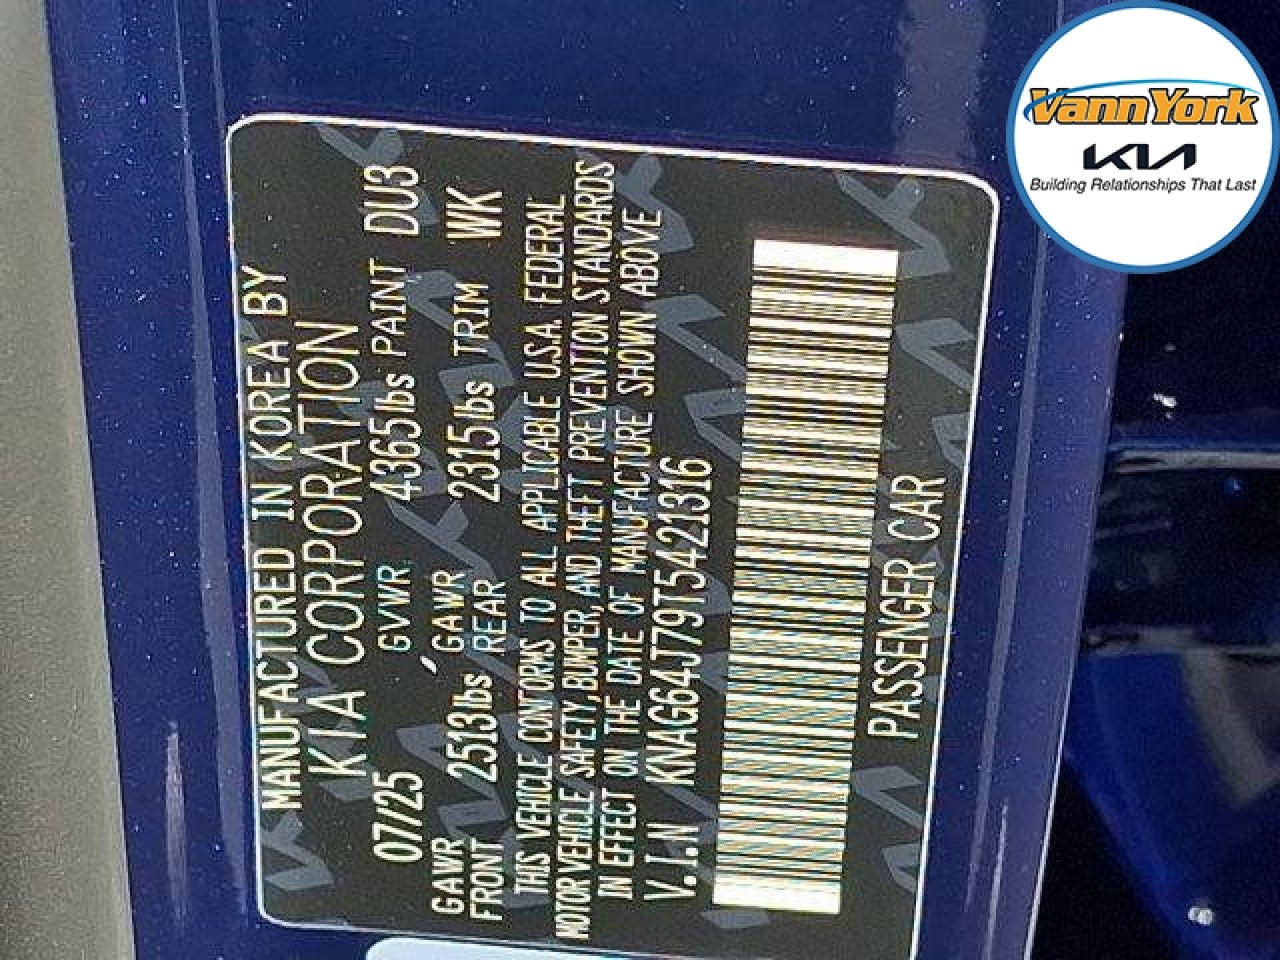 MANUFACTURED IN KOREA BY
KIA CORPORATION
07/25 GVWR 4365lbs PAINT DU3
GAWR FRONT 2513lbs GAWR REAR 2315lbs TRIM WK
THIS VEHICLE CONFORMS TO ALL APPLICABLE U.S.A. FEDERAL
MOTOR VEHICLE SAFETY, BUMPER, AND THEFT PREVENTION STANDARDS
IN EFFECT ON THE DATE OF MANUFACTURE SHOWN ABOVE
V.I.N KNAG64J79T5421316
PASSENGER CAR
VannYork
KIA
Building Relationships That Last